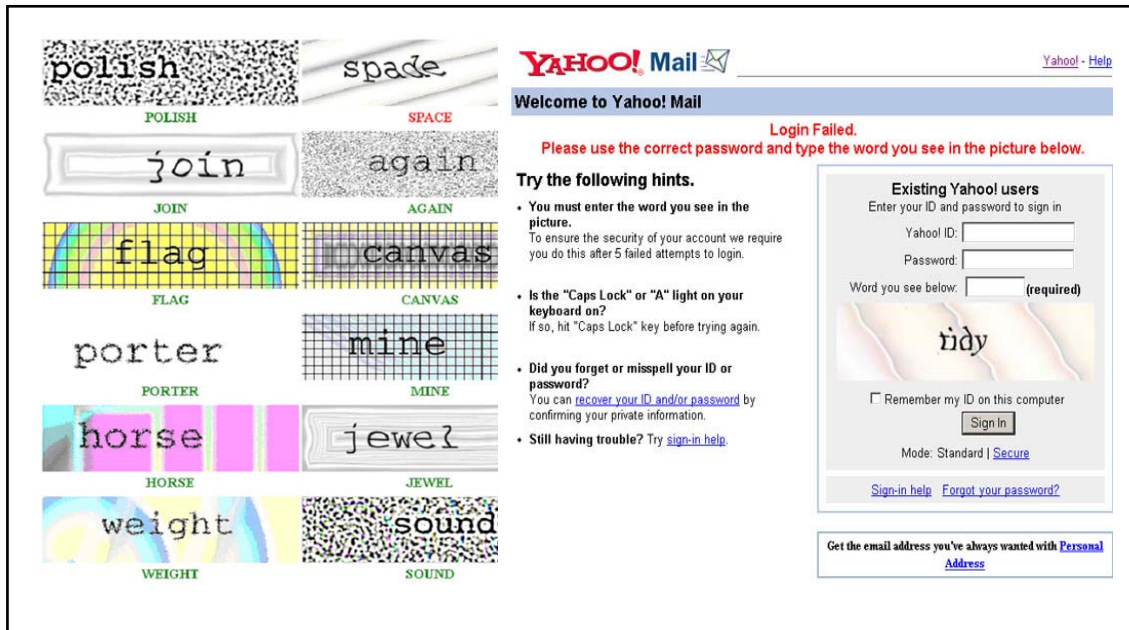 polish
spade
POLISH
SPACE
join
again
JOIN
AGAIN
flag
canvas
FLAG
CANVAS
porter
mine
PORTER
MINE
horse
jewel
HORSE
JEWEL
weight
sound
WEIGHT
SOUND
YAHOO! Mail
Yahoo! - Help
Welcome to Yahoo! Mail
Login Failed.
Please use the correct password and type the word you see in the picture below.
Try the following hints.
• You must enter the word you see in the
picture.
To ensure the security of your account we require
you do this after 5 failed attempts to login.
• Is the "Caps Lock" or "A" light on your
keyboard on?
If so, hit "Caps Lock" key before trying again.
• Did you forget or misspell your ID or
password?
You can recover your ID and/or password by
confirming your private information.
• Still having trouble? Try sign-in help.
Existing Yahoo! users
Enter your ID and password to sign in
Yahoo! ID:
Password:
Word you see below: (required)
tidy
Remember my ID on this computer
Sign In
Mode: Standard | Secure
Sign-in help Forgot your password?
Get the email address you've always wanted with Personal
Address